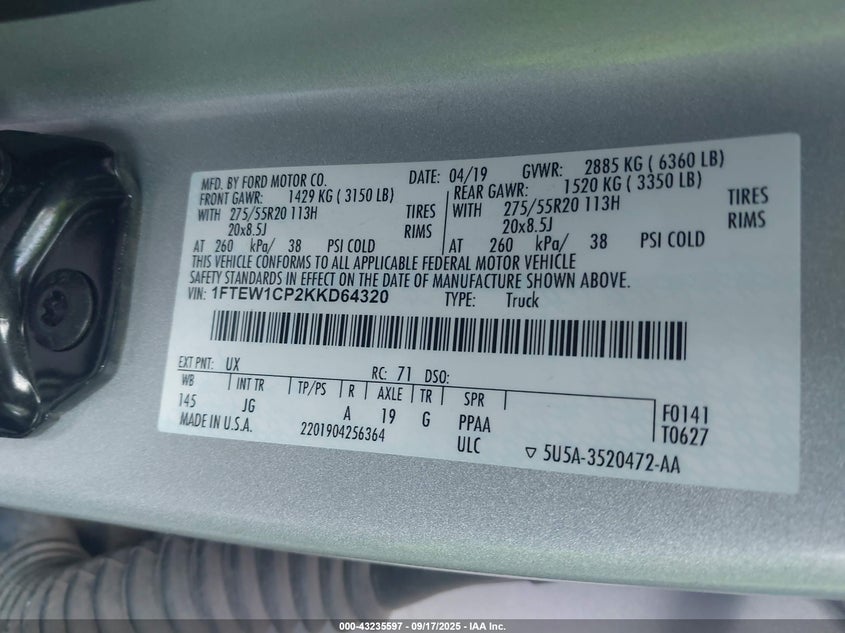 MFD. BY FORD MOTOR CO. DATE: 04/19 GVWR: 2885 KG ( 6360 LB)
FRONT GAWR: 1429 KG ( 3150 LB) REAR GAWR: 1520 KG ( 3350 LB)
WITH 275/55R20 113H TIRES WITH 275/55R20 113H TIRES
20x8.5J RIMS 20x8.5J RIMS
AT 260 kPa/ 38 PSI COLD AT 260 kPa/ 38 PSI COLD
THIS VEHICLE CONFORMS TO ALL APPLICABLE FEDERAL MOTOR VEHICLE
SAFETY STANDARDS IN EFFECT ON THE DATE OF MANUFACTURE SHOWN ABOVE.
VIN: 1FTEW1CP2KKD64320 TYPE: Truck
EXT PNT: UX RC: 71 DSO:
WB INT TR TP/PS R AXLE TR SPR
145 JG A 19 G PPAA F0141
MADE IN U.S.A. 2201904256364 ULC T0627
▽ 5U5A-3520472-AA
000-43235597 - 09/17/2025 - IAA Inc.